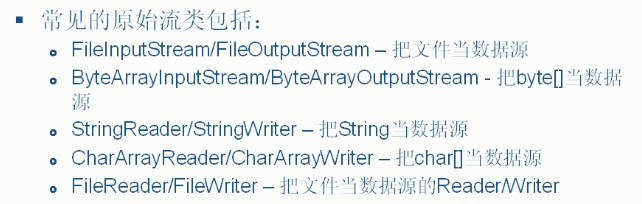 ▪ 常见的原始流类包括：
FileInputStream/FileOutputStream – 把文件当数据源
ByteArrayInputStream/ByteArrayOutputStream - 把byte[]当数据
源
StringReader/StringWriter – 把String当数据源
CharArrayReader/CharArrayWriter – 把char[]当数据源
FileReader/FileWriter – 把文件当数据源的Reader/Writer